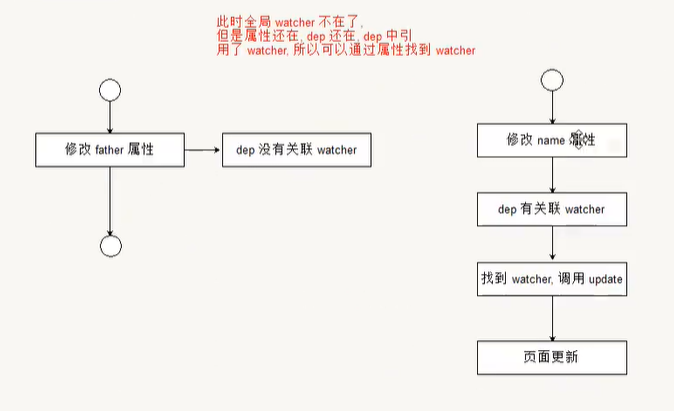 此时全局 watcher 不在了,
但是属性还在, dep 还在, dep 中引
用了 watcher, 所以可以通过属性找到 watcher
修改 father 属性
dep 没有关联 watcher
修改 name 属性
dep 有关联 watcher
找到 watcher, 调用 update
页面更新